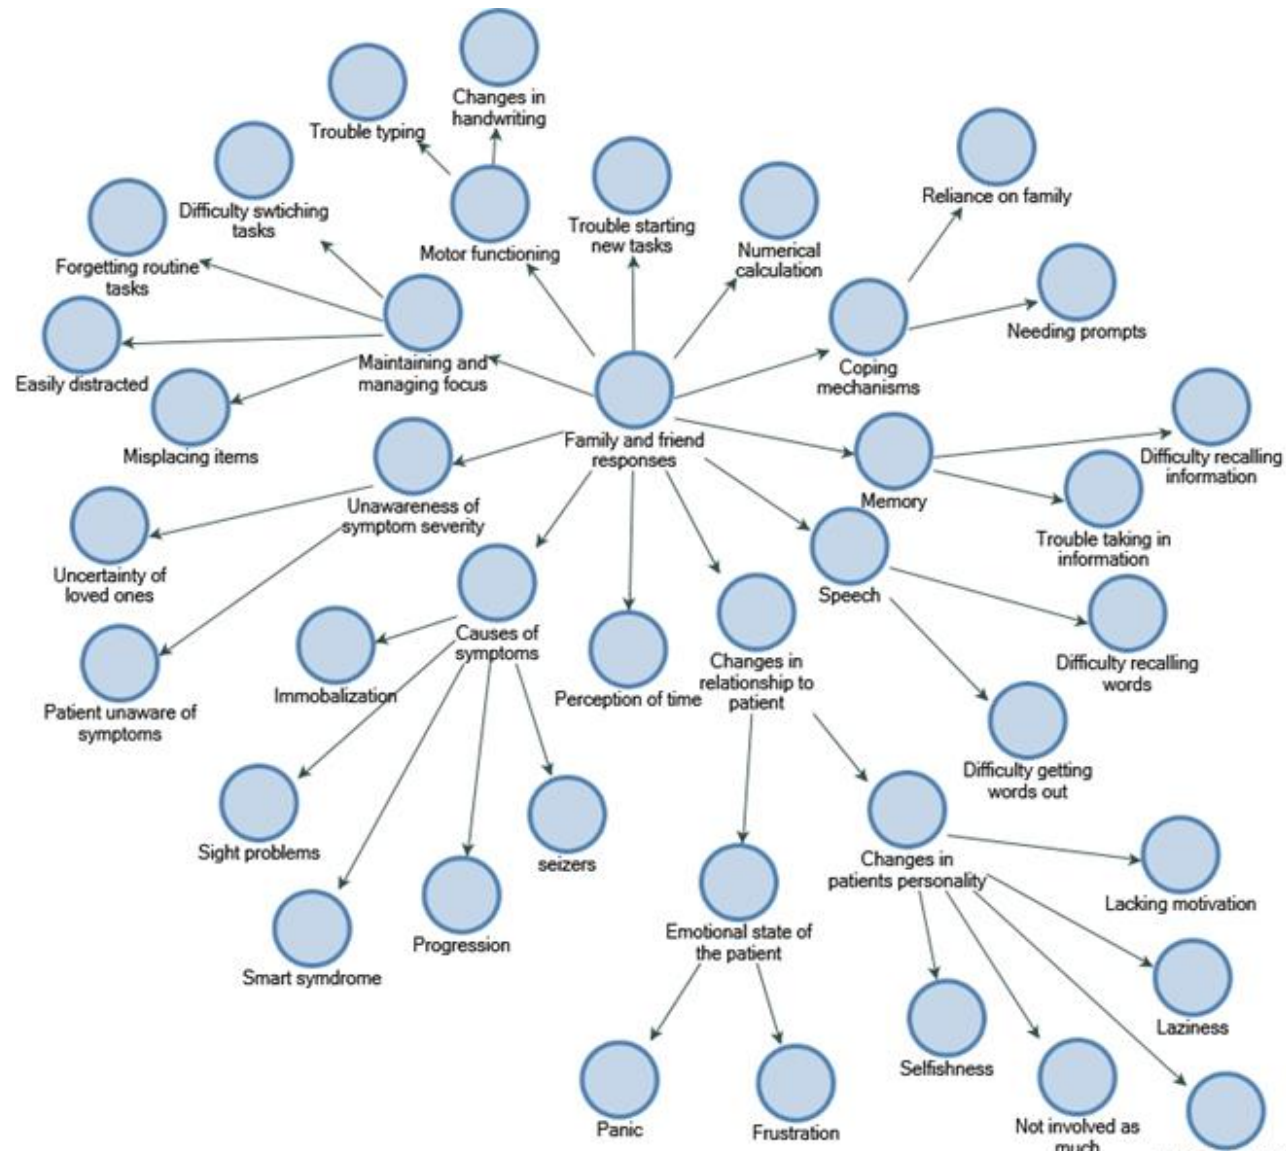 Changes in
handwriting
Trouble typing
Difficulty swtiching
tasks
Motor functioning
Trouble starting
new tasks
Numerical
calculation
Reliance on family
Forgetting routine
tasks
Easily distracted
Maintaining and
managing focus
Misplacing items
Coping
mechanisms
Needing prompts
Family and friend
responses
Memory
Difficulty recalling
information
Trouble taking in
information
Unawareness of
symptom severity
Uncertainty of
loved ones
Patient unaware of
symptoms
Causes of
symptoms
Immobalization
Perception of time
Changes in
relationship to
patient
Speech
Difficulty recalling
words
Difficulty getting
words out
Sight problems
Smart symdrome
Progression
seizers
Emotional state of
the patient
Changes in
patients personality
Lacking motivation
Laziness
Selfishness
Not involved as
much
Panic
Frustration